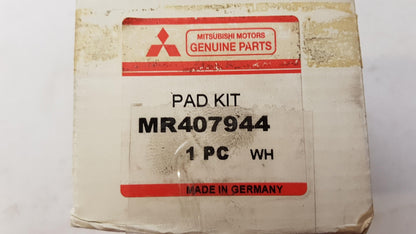 MITSUBISHI MOTORS
GENUINE PARTS
PAD KIT
MR407944
1 PC WH
MADE IN GERMANY